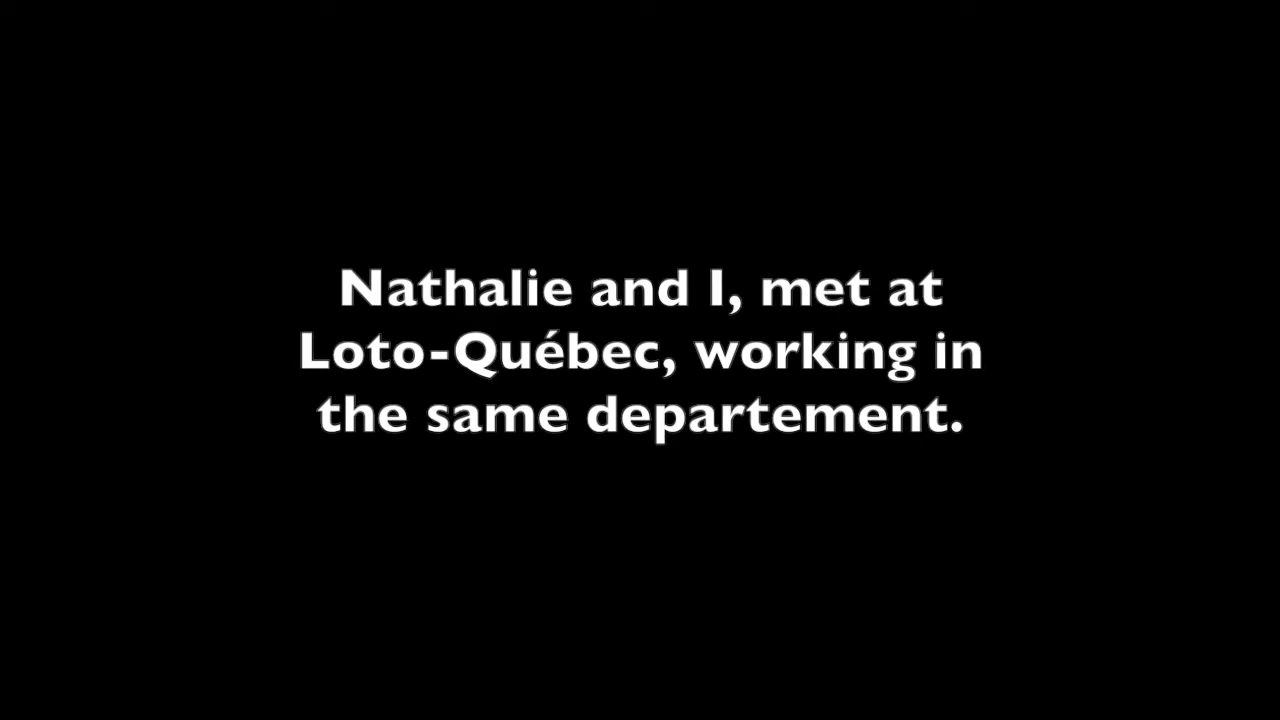 Nathalie and I, met at
Loto-Québec, working in
the same departement.